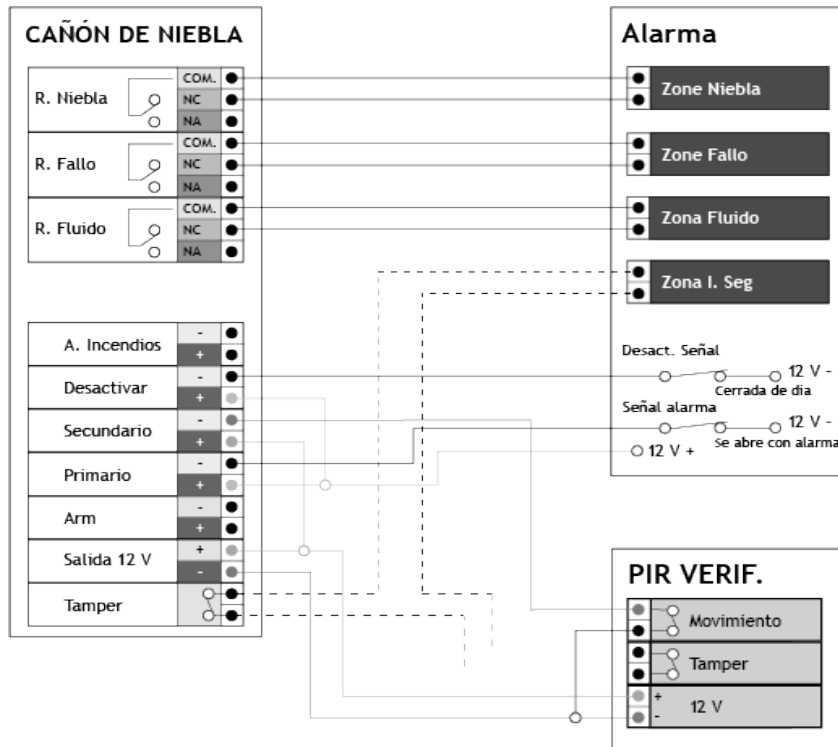 CAÑÓN DE NIEBLA
R. Niebla
COM.
NC
NA
R. Fallo
COM.
NC
NA
R. Fluido
COM.
NC
NA
A. Incendios
-
+
Desactivar
-
+
Secundario
-
+
Primario
-
+
Arm
-
+
Salida 12 V
+
-
Tamper
Alarma
Zone Niebla
Zone Fallo
Zona Fluido
Zona I. Seg
Desact. Señal
12 V -
Cerrada de dia
Señal alarma
12 V -
Se abre con alarma
12 V +
PIR VERIF.
Movimiento
Tamper
+
12 V
-